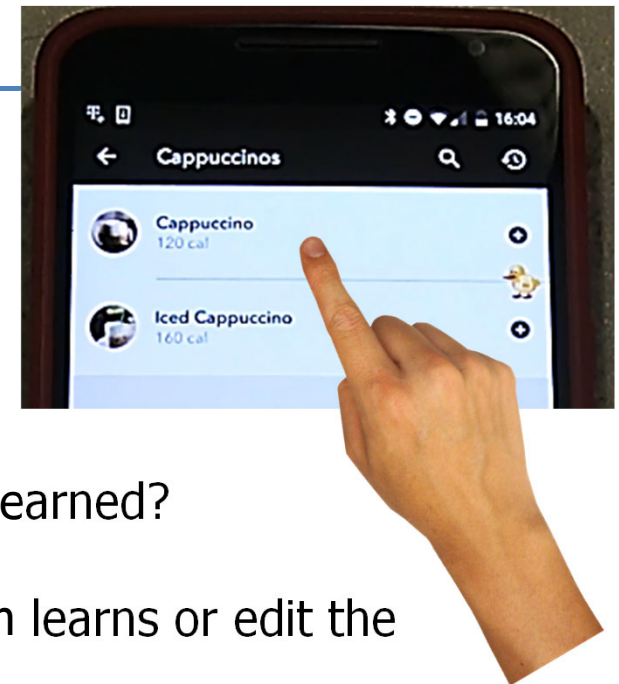 16:04
Cappuccinos
Cappuccino
120 cal
Iced Cappuccino
160 cal
earned?
learns or edit the